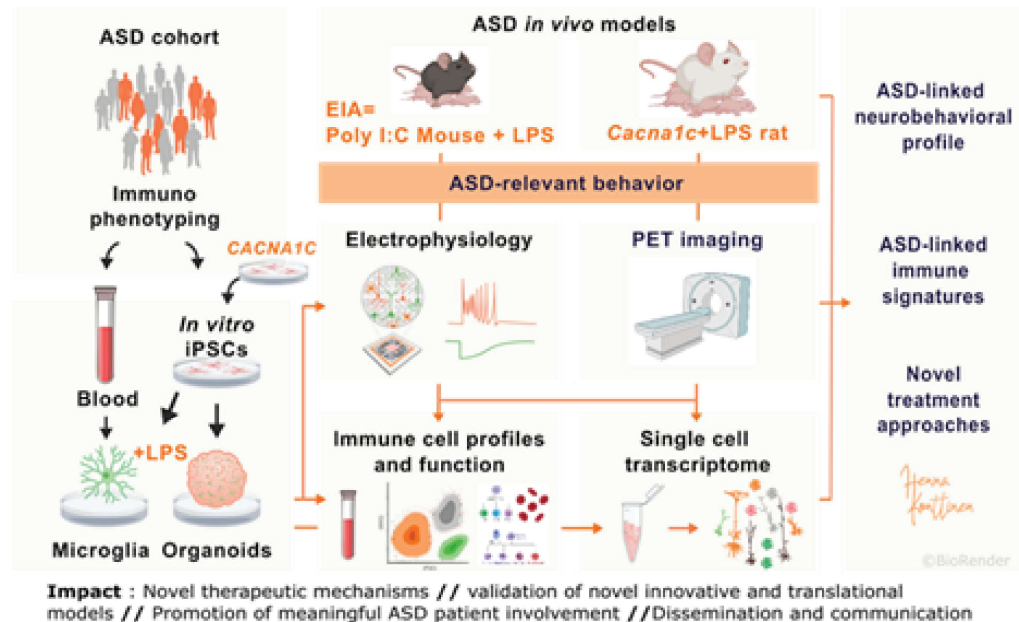 ASD cohort
Immuno
phenotyping
CACNA1C
In vitro
iPSCs
Blood
+LPS
Microglia Organoids
ASD in vivo models
EIA=
Poly I:C Mouse + LPS
Cacna1c+LPS rat
ASD-relevant behavior
Electrophysiology
PET imaging
Immune cell profiles
and function
Single cell
transcriptome
ASD-linked
neurobehavioral
profile
ASD-linked
immune
signatures
Novel
treatment
approaches
Henna
Konttinen
©BioRender
Impact : Novel therapeutic mechanisms // validation of novel innovative and translational
models // Promotion of meaningful ASD patient involvement //Dissemination and communication